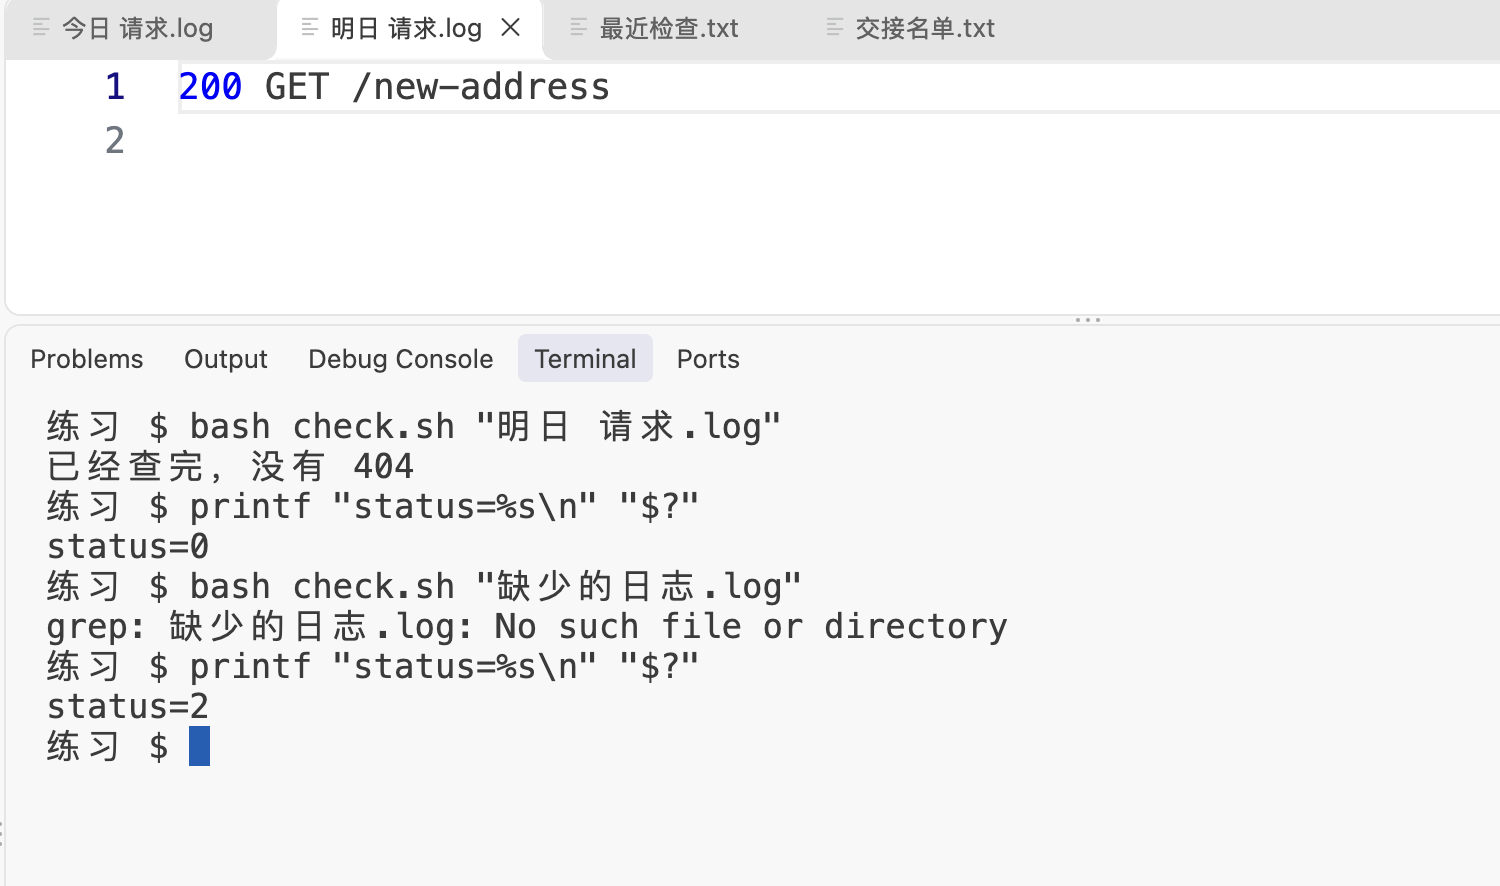 今日 请求.log 明日 请求.log 最近检查.txt 交接名单.txt
1 200 GET /new-address
2
Problems Output Debug Console Terminal Ports
练习 $ bash check.sh "明日 请求.log"
已经查完，没有 404
练习 $ printf "status=%s\n" "$?"
status=0
练习 $ bash check.sh "缺少的日志.log"
grep: 缺少的日志.log: No such file or directory
练习 $ printf "status=%s\n" "$?"
status=2
练习 $